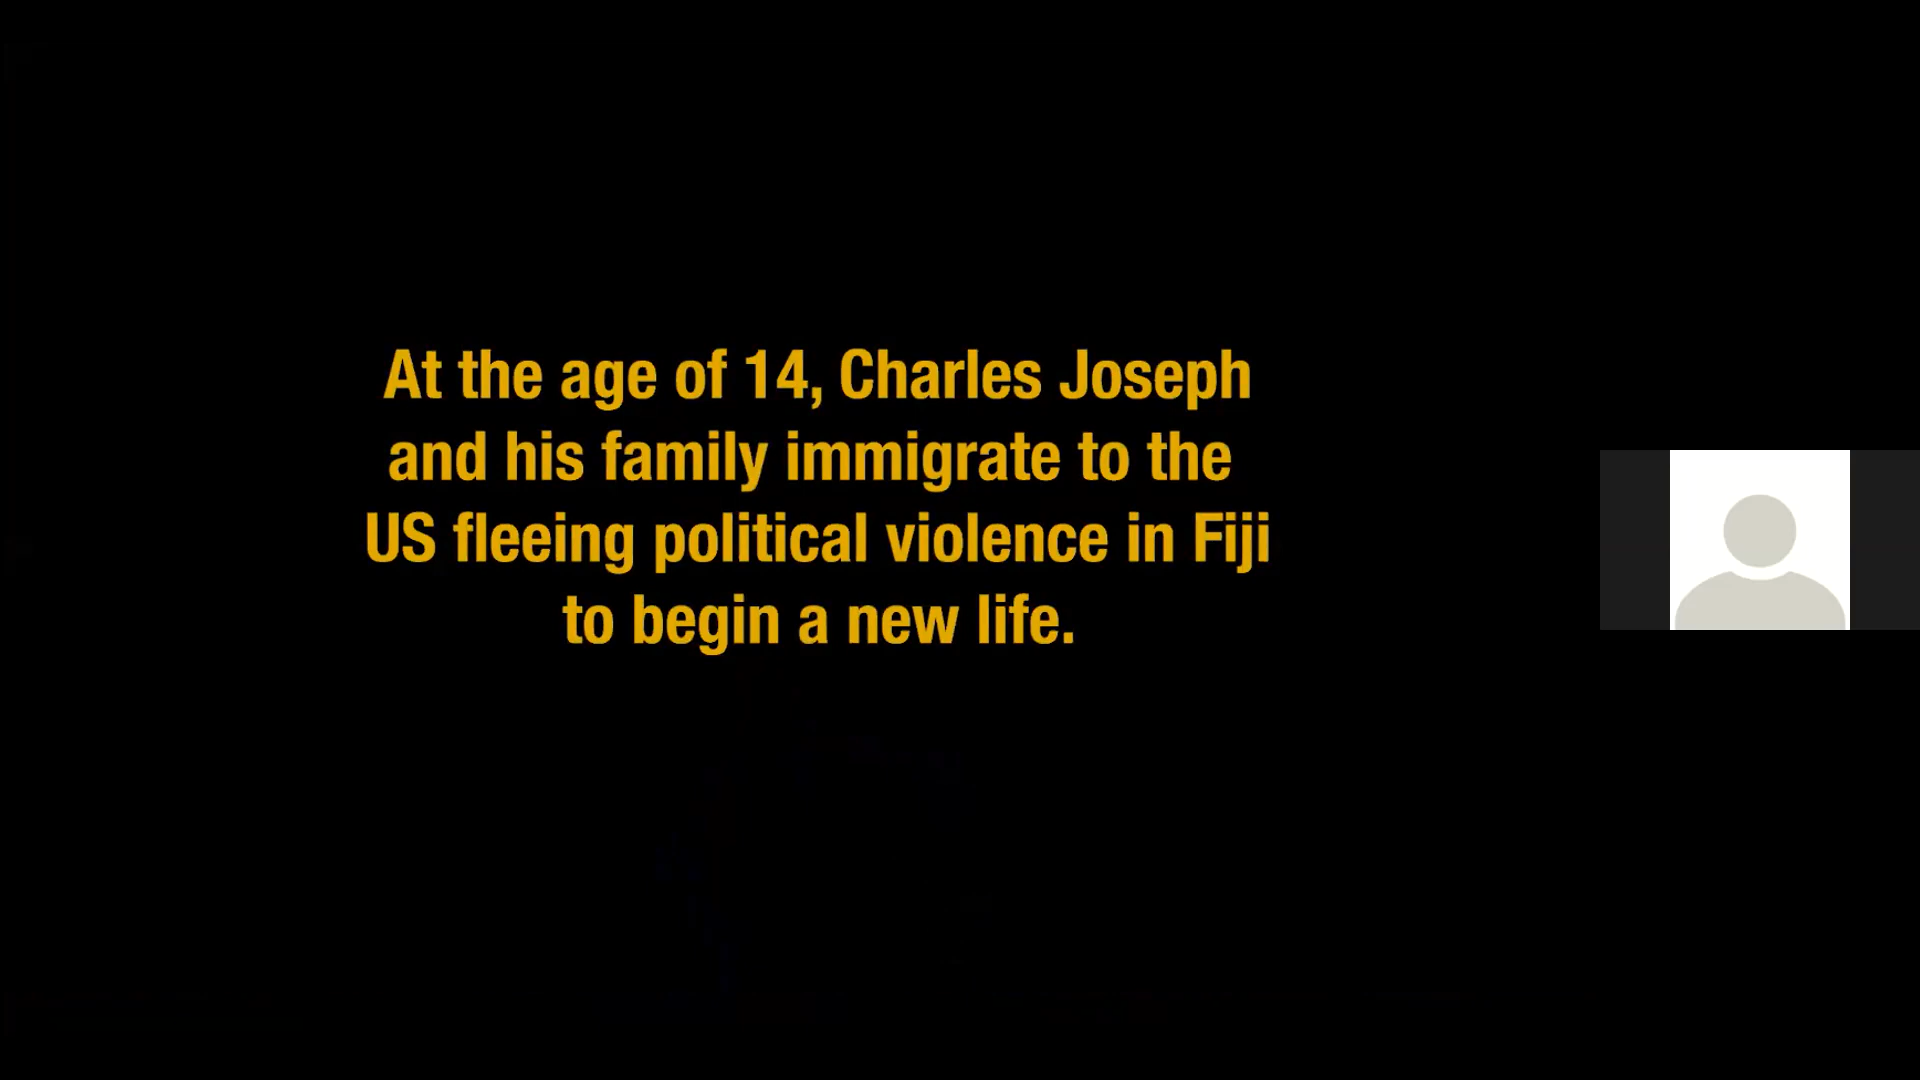 At the age of 14, Charles Joseph
and his family immigrate to the
US fleeing political violence in Fiji
to begin a new life.